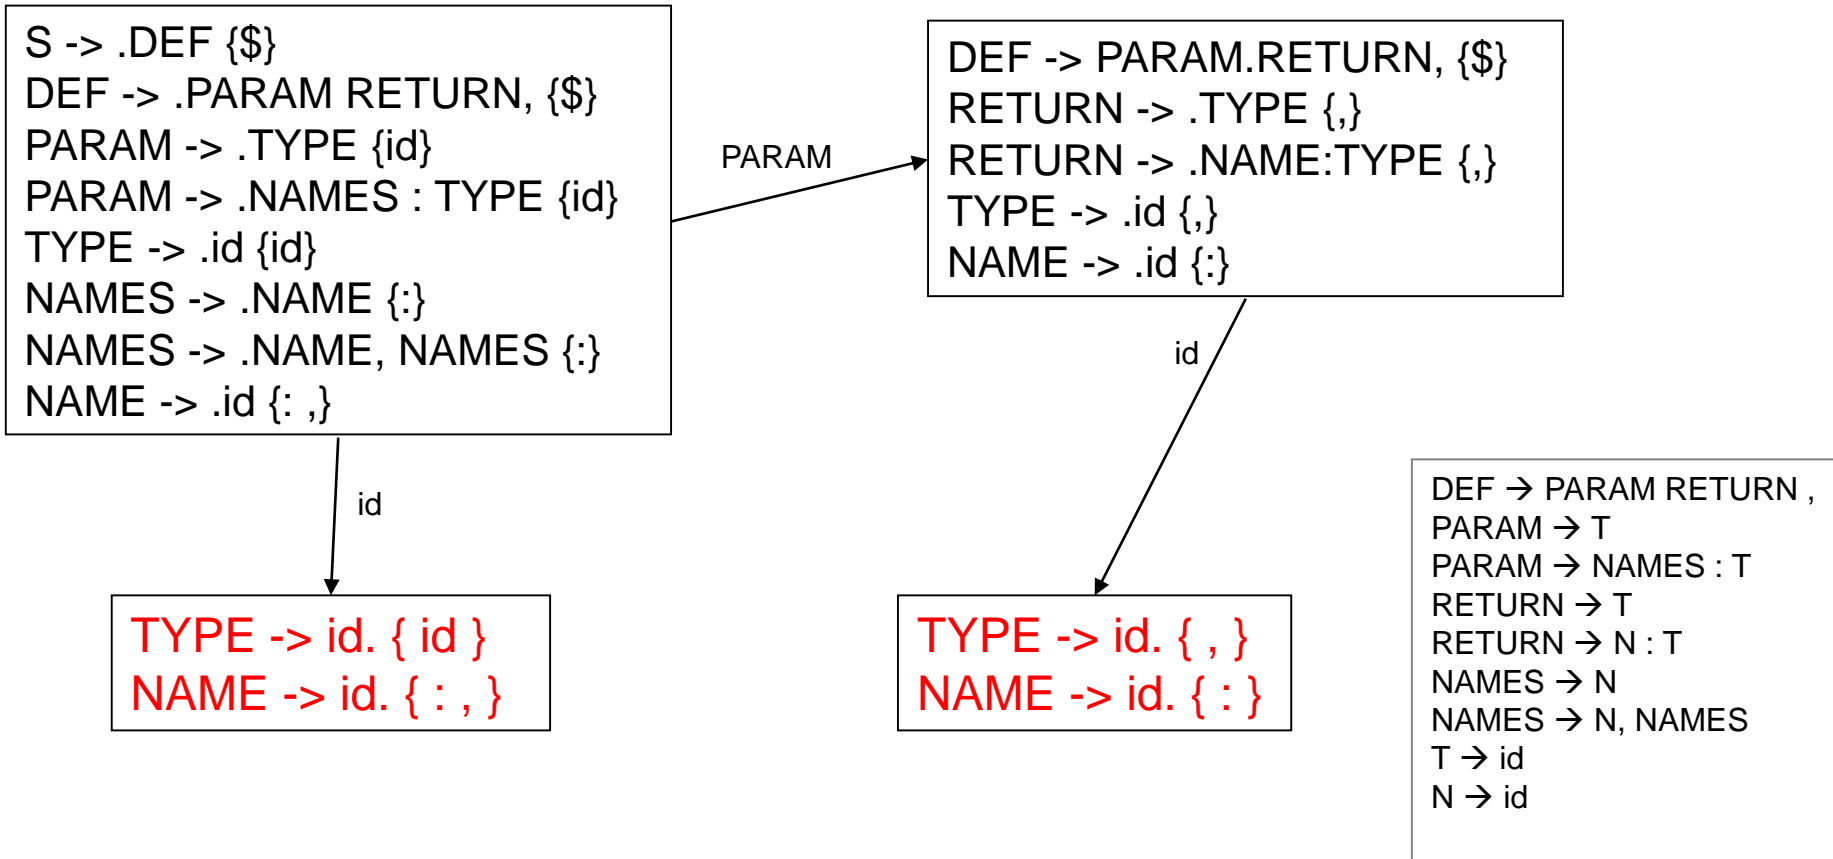 S -> .DEF {$}
DEF -> .PARAM RETURN, {$}
PARAM -> .TYPE {id}
PARAM -> .NAMES : TYPE {id}
TYPE -> .id {id}
NAMES -> .NAME {:}
NAMES -> .NAME, NAMES {:}
NAME -> .id {: ,}
PARAM
DEF -> PARAM.RETURN, {$}
RETURN -> .TYPE {,}
RETURN -> .NAME:TYPE {,}
TYPE -> .id {,}
NAME -> .id {:}
id
id
TYPE -> id. { id }
NAME -> id. { : , }
TYPE -> id. { , }
NAME -> id. { : }
DEF → PARAM RETURN ,
PARAM → T
PARAM → NAMES : T
RETURN → T
RETURN → N : T
NAMES → N
NAMES → N, NAMES
T → id
N → id